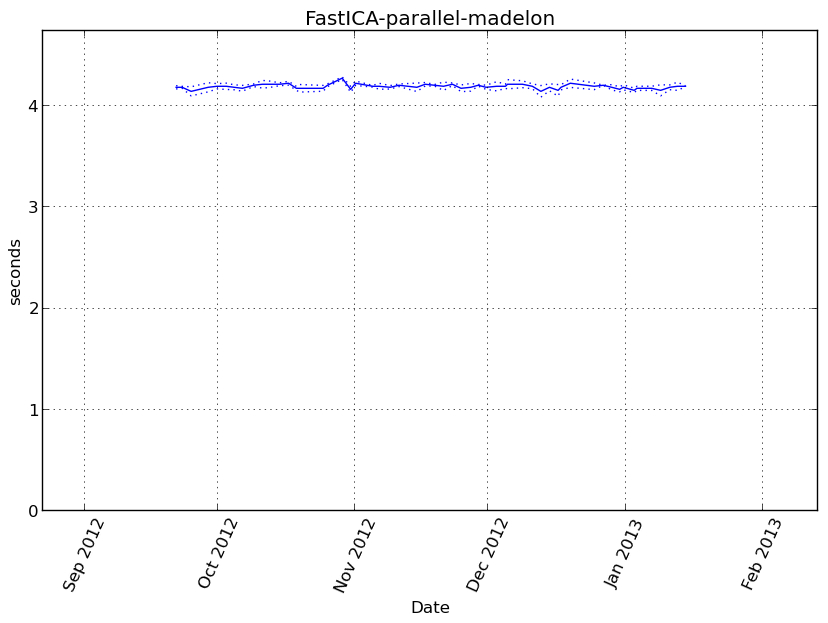 FastICA-parallel-madelon
4
3
2
1
0
seconds
Sep 2012
Oct 2012
Nov 2012
Dec 2012
Jan 2013
Feb 2013
Date